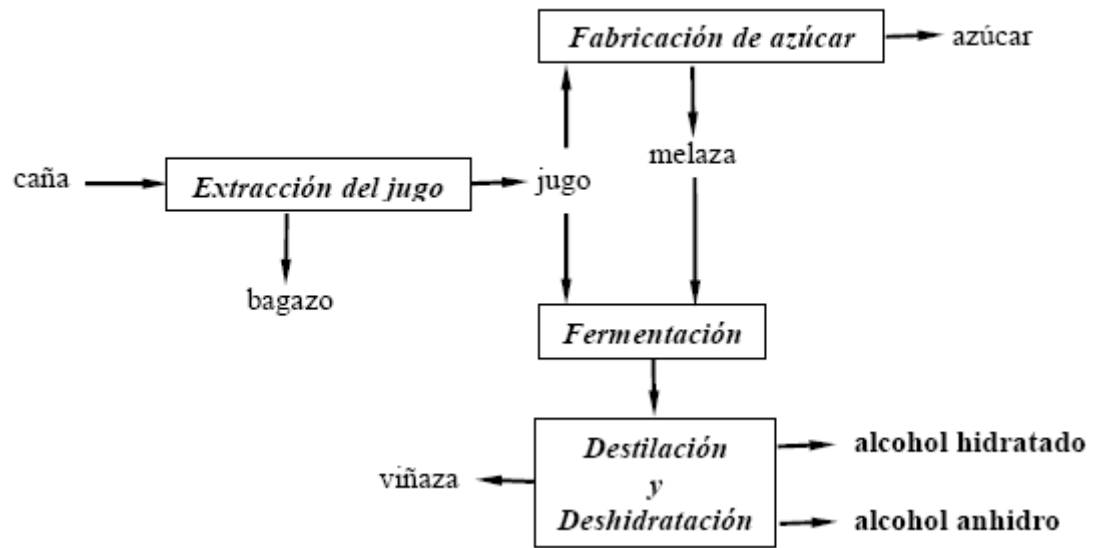 Fabricación de azúcar
azúcar
melaza
caña
Extracción del jugo
jugo
bagazo
Fermentación
Destilación
y
Deshidratación
viñaza
alcohol hidratado
alcohol anhidro